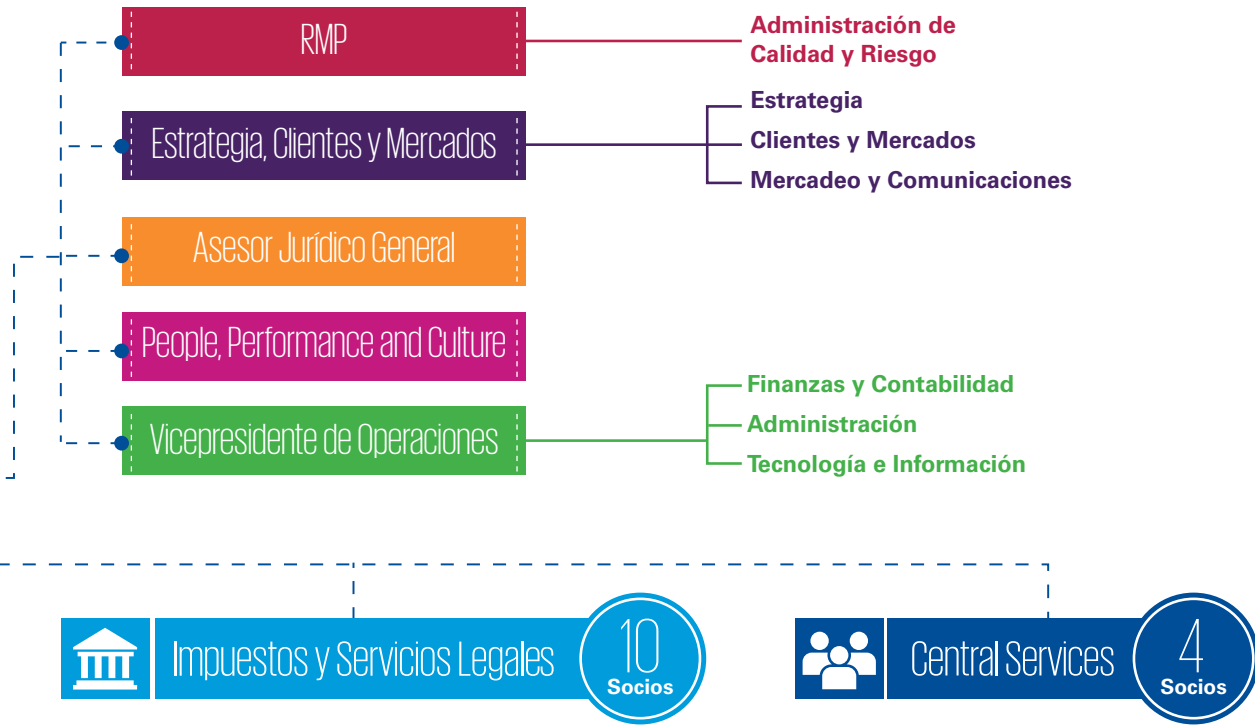 RMP
Administración de
Calidad y Riesgo
Estrategia, Clientes y Mercados
Estrategia
Clientes y Mercados
Mercadeo y Comunicaciones
Asesor Jurídico General
People, Performance and Culture
Vicepresidente de Operaciones
Finanzas y Contabilidad
Administración
Tecnología e Información
Impuestos y Servicios Legales
10
Socios
Central Services
4
Socios